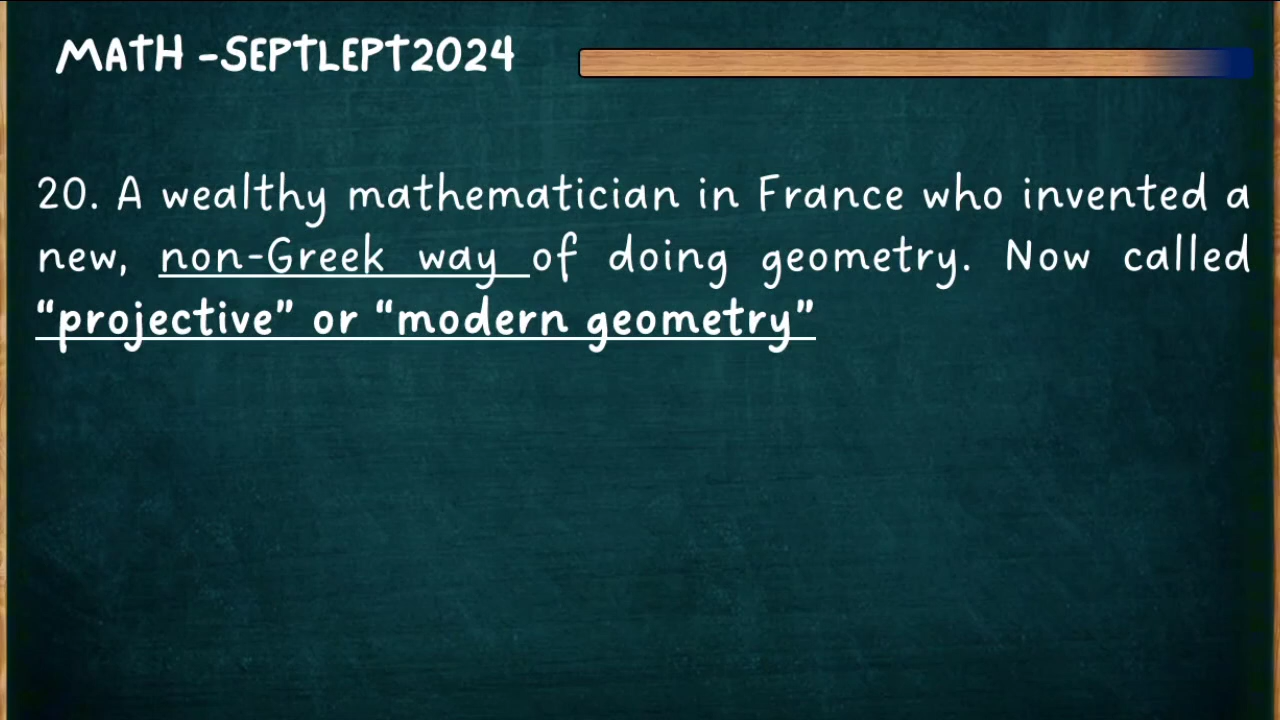 MATH -SEPTLEPT2024
20. A wealthy mathematician in France who invented a
new, non-Greek way of doing geometry. Now called
“projective” or “modern geometry”